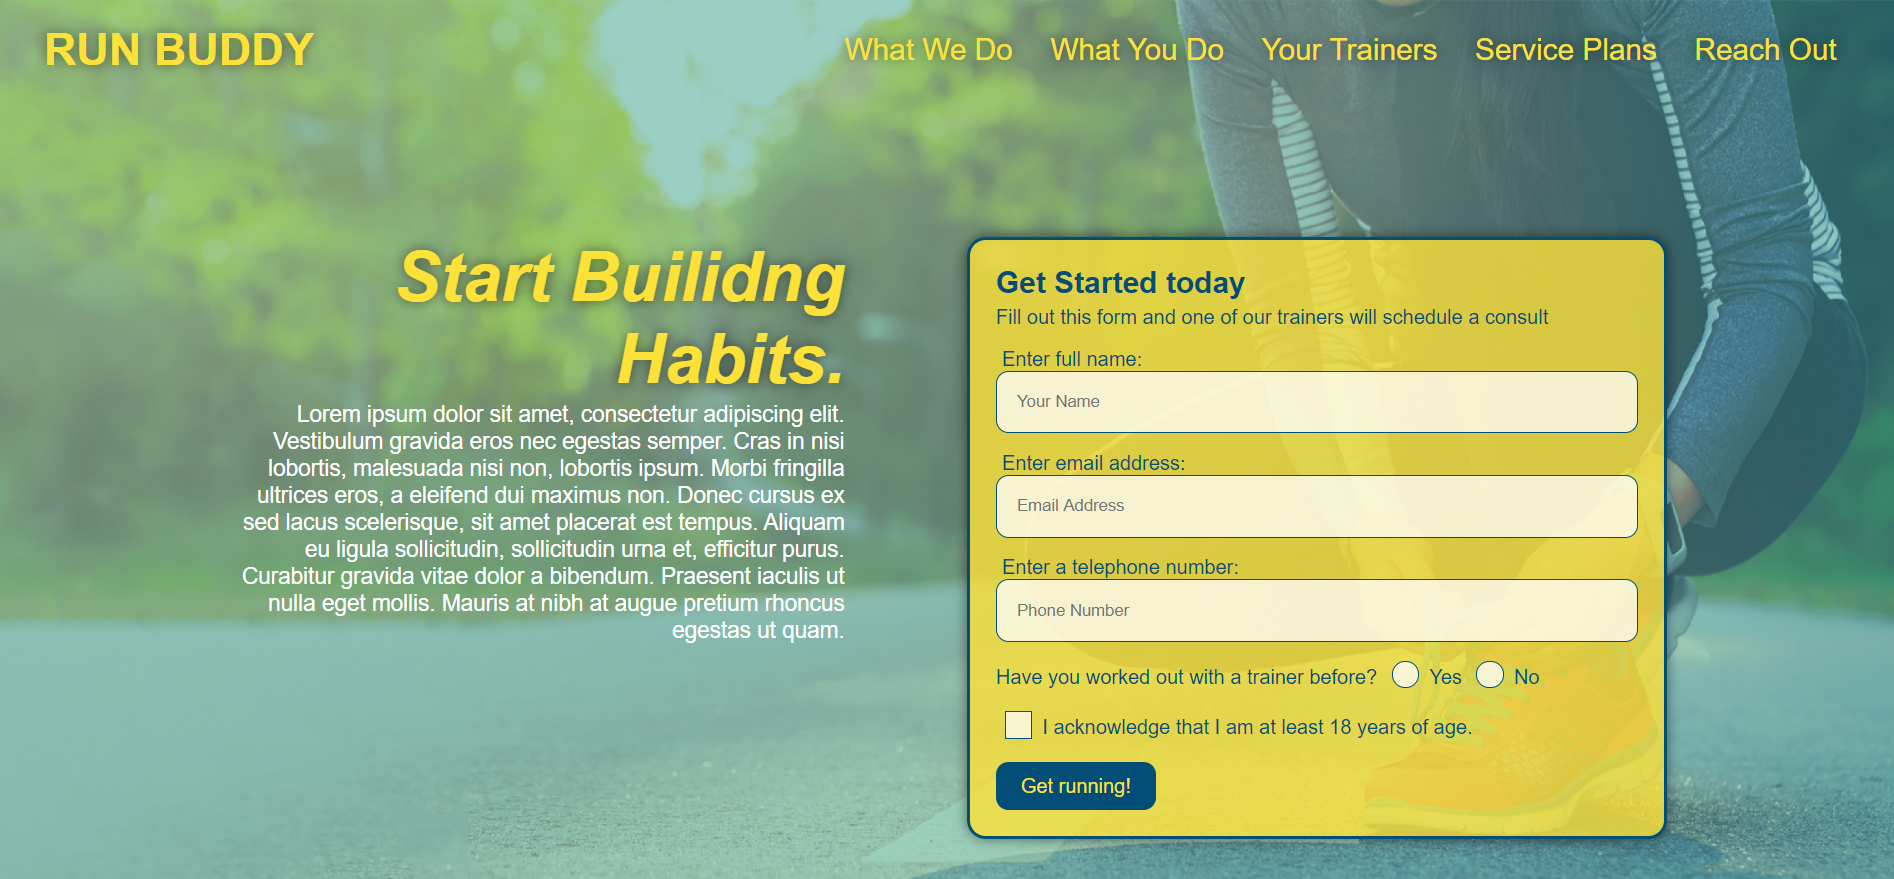 RUN BUDDY
What We Do What You Do Your Trainers Service Plans Reach Out
Start Builidng
Habits.
Lorem ipsum dolor sit amet, consectetur adipiscing elit.
Vestibulum gravida eros nec egestas semper. Cras in nisi
lobortis, malesuada nisi non, lobortis ipsum. Morbi fringilla
ultrices eros, a eleifend dui maximus non. Donec cursus ex
sed lacus scelerisque, sit amet placerat est tempus. Aliquam
eu ligula sollicitudin, sollicitudin urna et, efficitur purus.
Curabitur gravida vitae dolor a bibendum. Praesent iaculis ut
nulla eget mollis. Mauris at nibh at augue pretium rhoncus
egestas ut quam.
Get Started today
Fill out this form and one of our trainers will schedule a consult
Enter full name:
Your Name
Enter email address:
Email Address
Enter a telephone number:
Phone Number
Have you worked out with a trainer before? Yes No
I acknowledge that I am at least 18 years of age.
Get running!